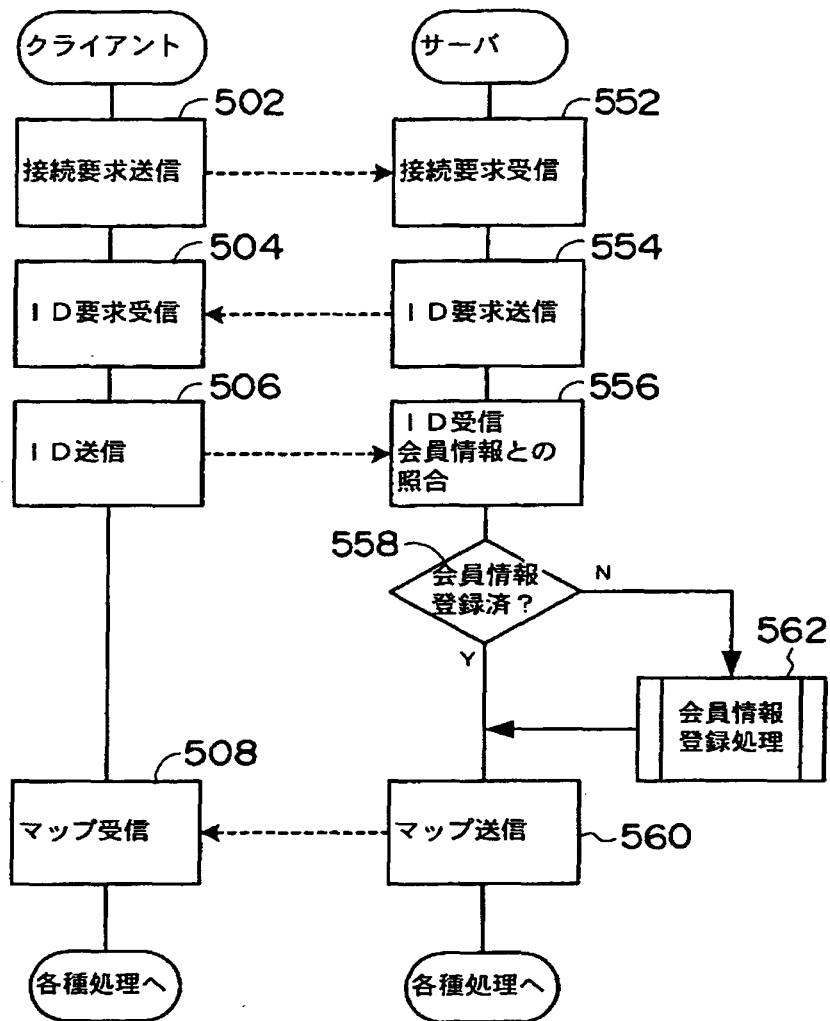 クライアント
サーバ
502
552
接続要求送信
接続要求受信
504
554
ID要求受信
ID要求送信
506
556
ID送信
ID受信
会員情報との
照合
558
会員情報
登録済?
N
Y
562
会員情報
登録処理
508
マップ受信
マップ送信
560
各種処理へ
各種処理へ